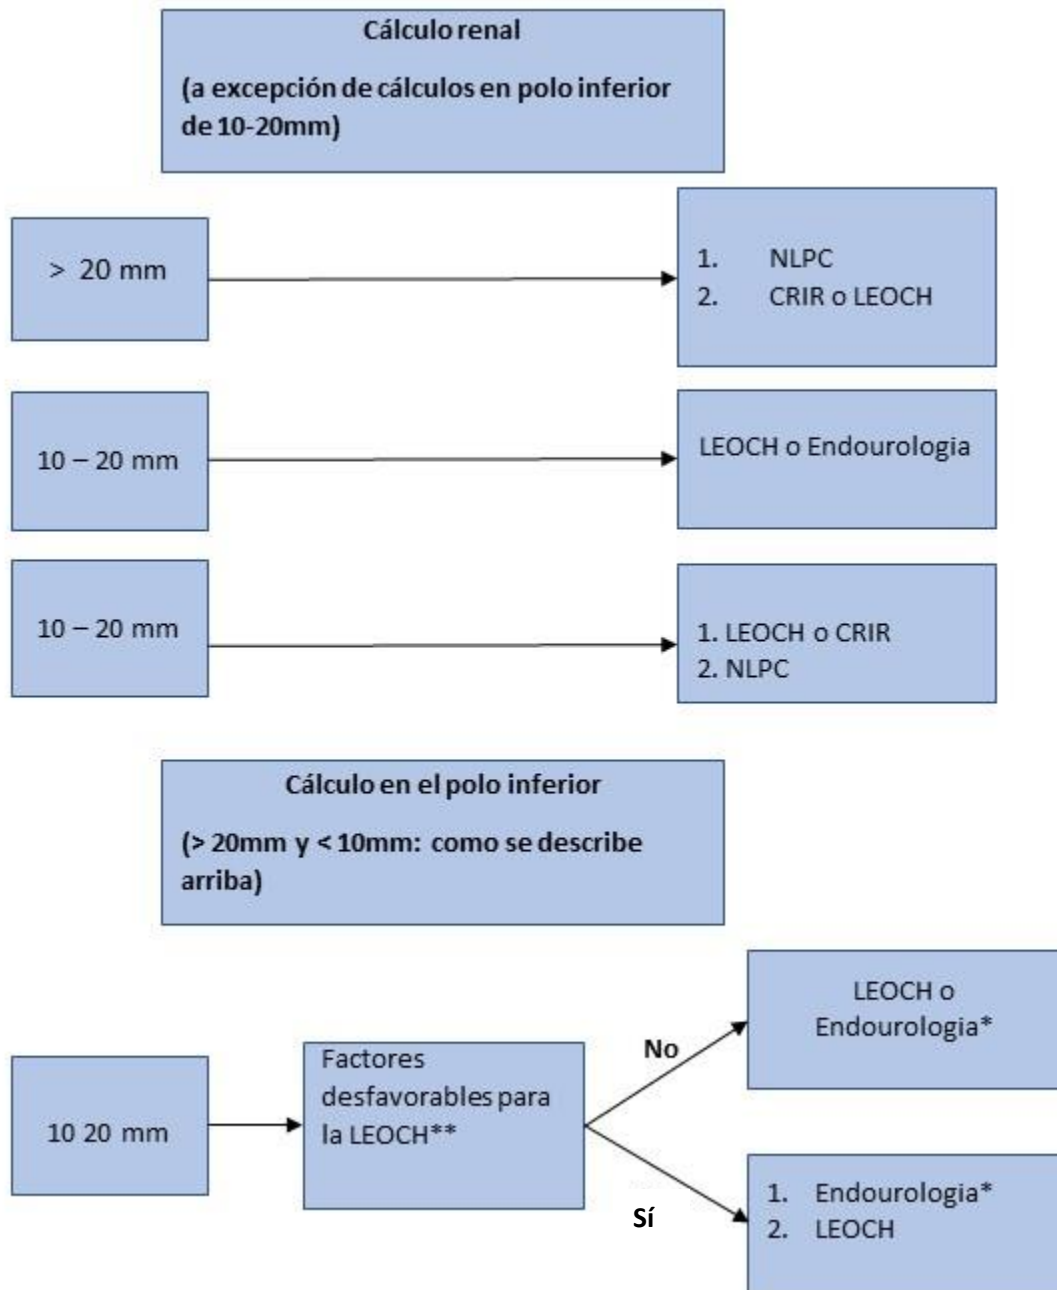 Cálculo renal
(a excepción de cálculos en polo inferior
de 10-20mm)
> 20 mm
1. NLPC
2. CRIR o LEOCH
10 – 20 mm
LEOCH o Endourologia
10 – 20 mm
1. LEOCH o CRIR
2. NLPC
Cálculo en el polo inferior
(> 20mm y < 10mm: como se describe
arriba)
10 20 mm
Factores
desfavorables para
la LEOCH**
No
LEOCH o
Endourologia*
Sí
1. Endourologia*
2. LEOCH